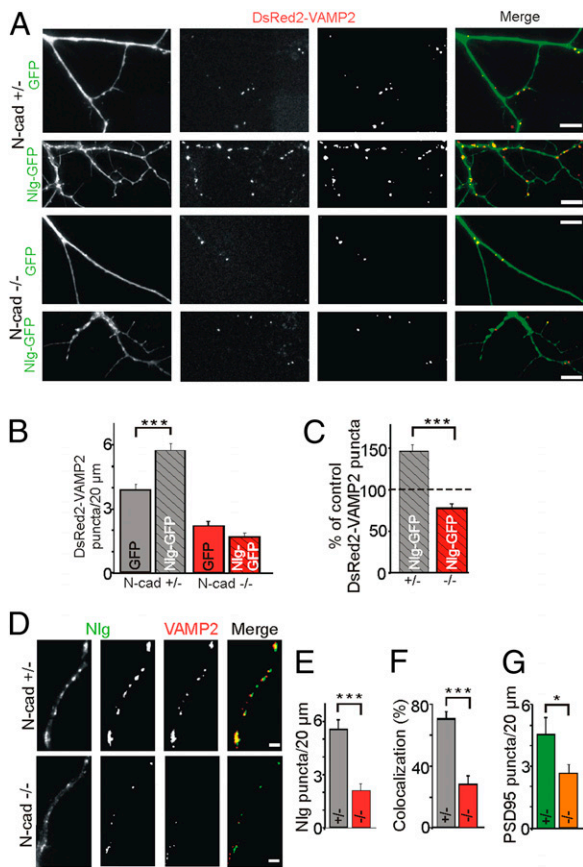 A
DsRed2-VAMP2
Merge
N-cad +/-
GFP
Nlg-GFP
N-cad -/-
GFP
Nlg-GFP
B
DsRed2-VAMP2
puncta/20 µm
6
4
2
0
***
GFP
Nlg-GFP
GFP
Nlg-
GFP
N-cad +/-
N-cad -/-
C
% of control
DsRed2-VAMP2 puncta
150
100
50
0
***
Nlg-GFP
Nlg-GFP
+/-
-/-
D
Nlg
VAMP2
Merge
N-cad +/-
N-cad -/-
E
Nlg puncta/20 µm
6
3
0
***
+/-
-/-
F
Colocalization (%)
80
40
0
***
+/-
-/-
G
PSD95 puncta/20 µm
6
3
0
*
+/-
-/-